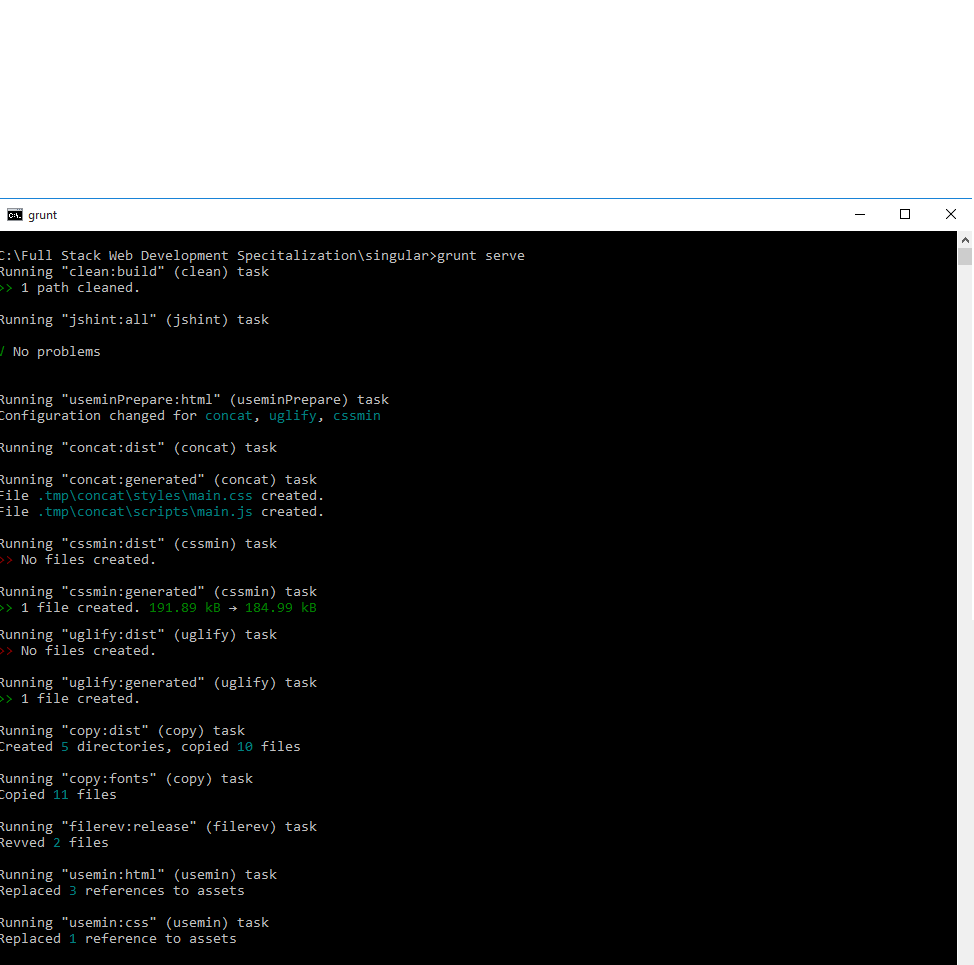 grunt
C:\Full Stack Web Development Specitalization\singular>grunt serve
Running "clean:build" (clean) task
>> 1 path cleaned.
Running "jshint:all" (jshint) task
√ No problems
Running "useminPrepare:html" (useminPrepare) task
Configuration changed for concat, uglify, cssmin
Running "concat:dist" (concat) task
Running "concat:generated" (concat) task
File .tmp\concat\styles\main.css created.
File .tmp\concat\scripts\main.js created.
Running "cssmin:dist" (cssmin) task
>> No files created.
Running "cssmin:generated" (cssmin) task
>> 1 file created. 191.89 kB → 184.99 kB
Running "uglify:dist" (uglify) task
>> No files created.
Running "uglify:generated" (uglify) task
>> 1 file created.
Running "copy:dist" (copy) task
Created 5 directories, copied 10 files
Running "copy:fonts" (copy) task
Copied 11 files
Running "filerev:release" (filerev) task
Revved 2 files
Running "usemin:html" (usemin) task
Replaced 3 references to assets
Running "usemin:css" (usemin) task
Replaced 1 reference to assets